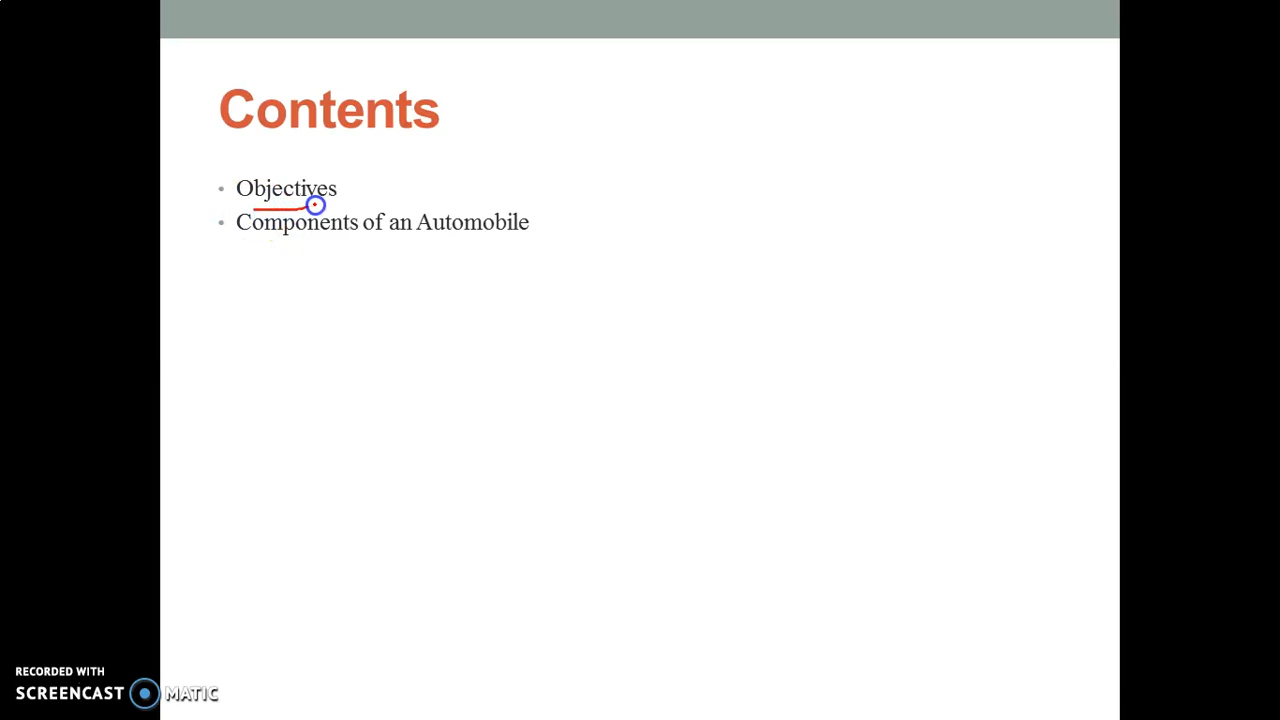 Contents
• Objectives
• Components of an Automobile
RECORDED WITH
SCREENCAST MATIC